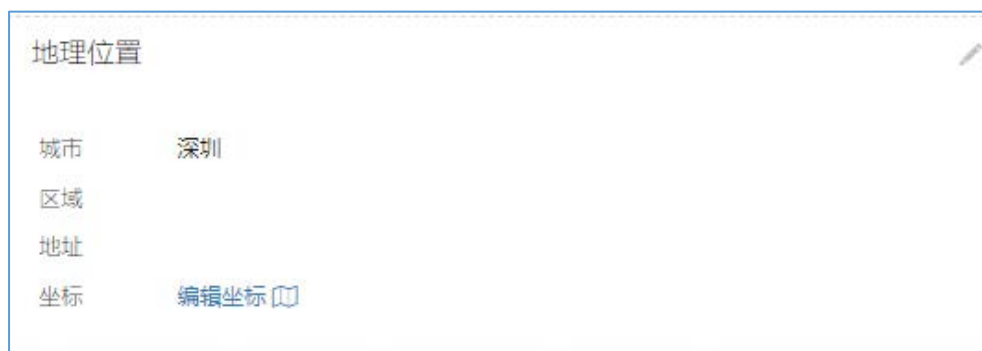 地理位置
城市 深圳
区域
地址
坐标 编辑坐标